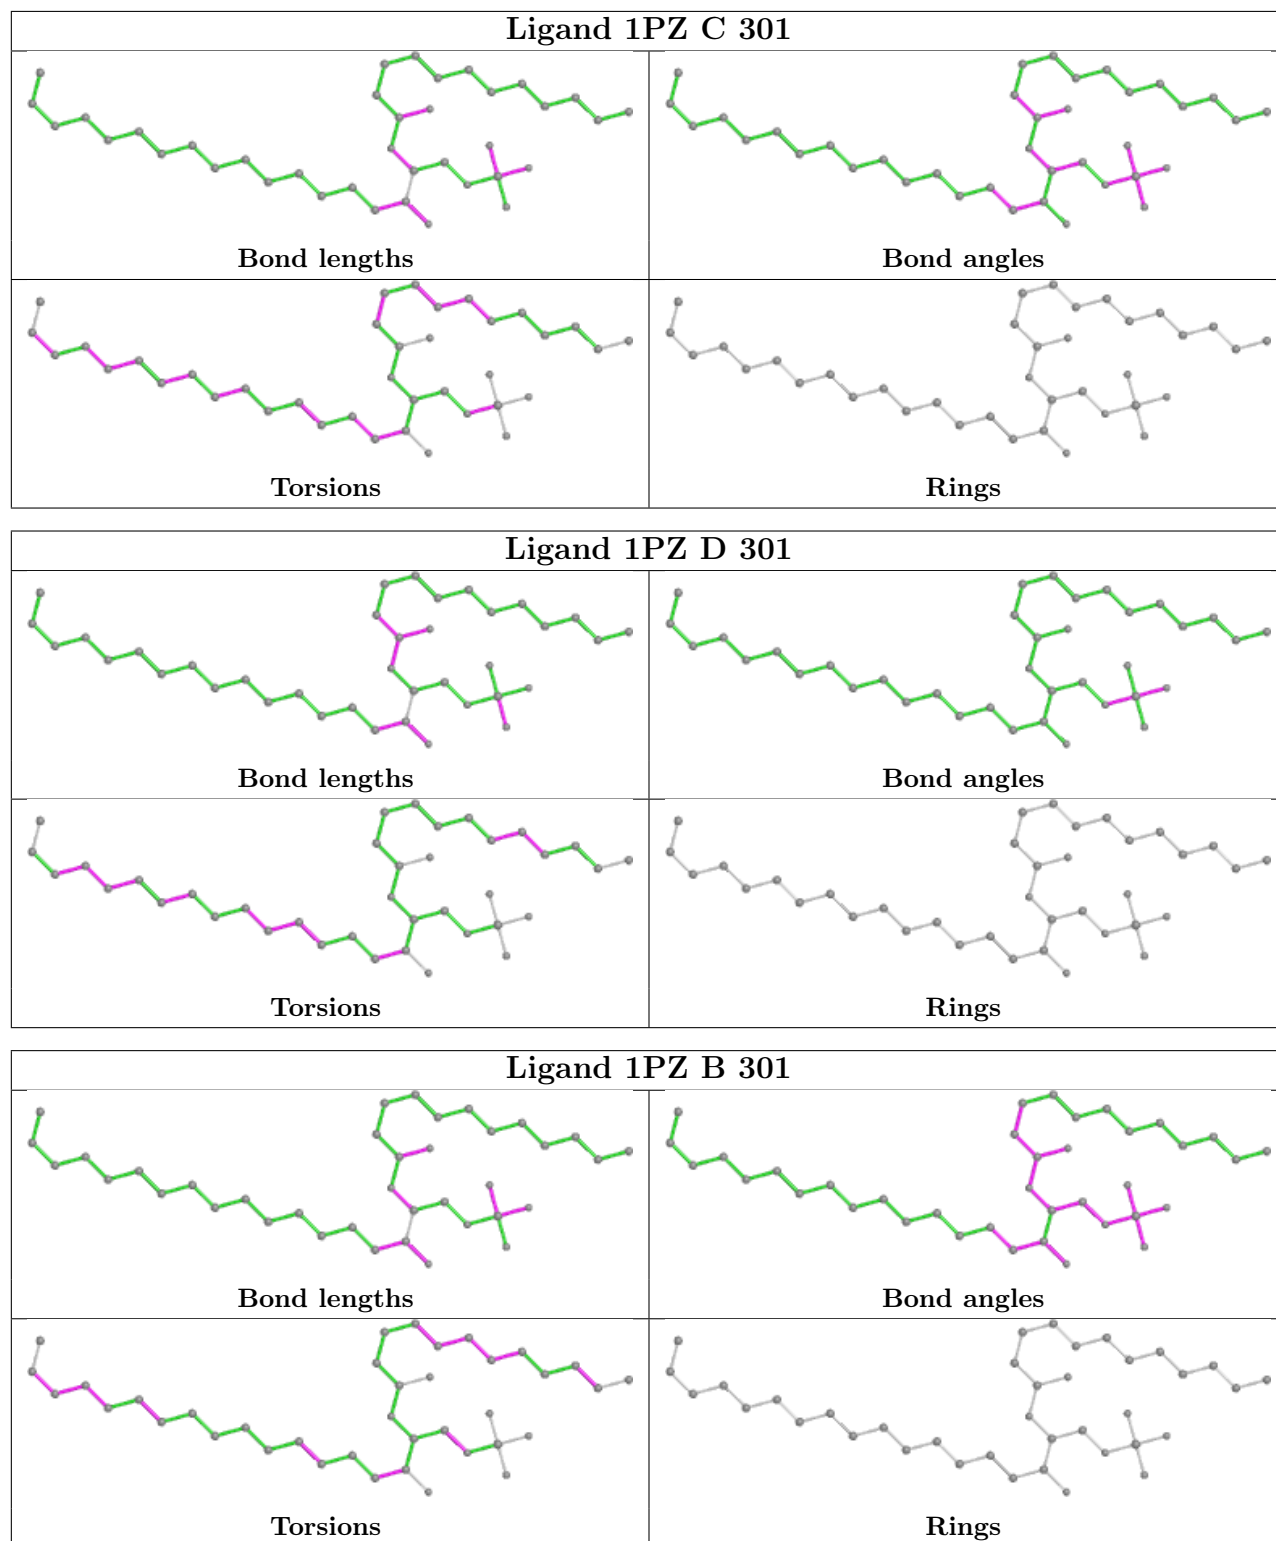 Ligand 1PZ C 301
Bond lengths
Bond angles
Torsions
Rings
Ligand 1PZ D 301
Bond lengths
Bond angles
Torsions
Rings
Ligand 1PZ B 301
Bond lengths
Bond angles
Torsions
Rings